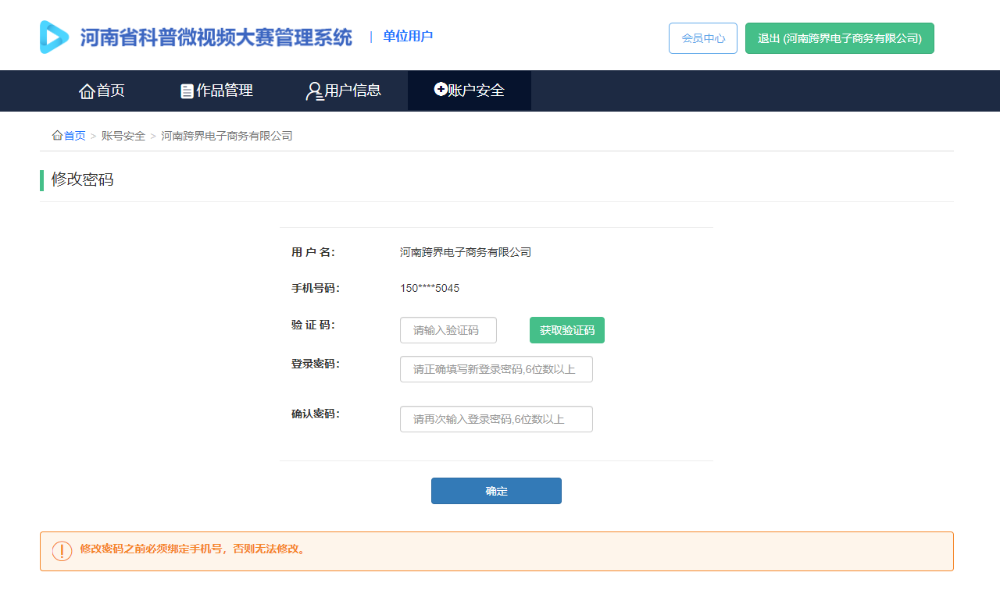 河南省科普微视频大赛管理系统 | 单位用户
会员中心 退出 (河南跨界电子商务有限公司)
首页 作品管理 用户信息 账户安全
首页 > 账号安全 > 河南跨界电子商务有限公司
修改密码
用 户 名： 河南跨界电子商务有限公司
手机号码： 150****5045
验 证 码： 请输入验证码 获取验证码
登录密码： 请正确填写新登录密码,6位数以上
确认密码： 请再次输入登录密码,6位数以上
确定
修改密码之前必须绑定手机号，否则无法修改。